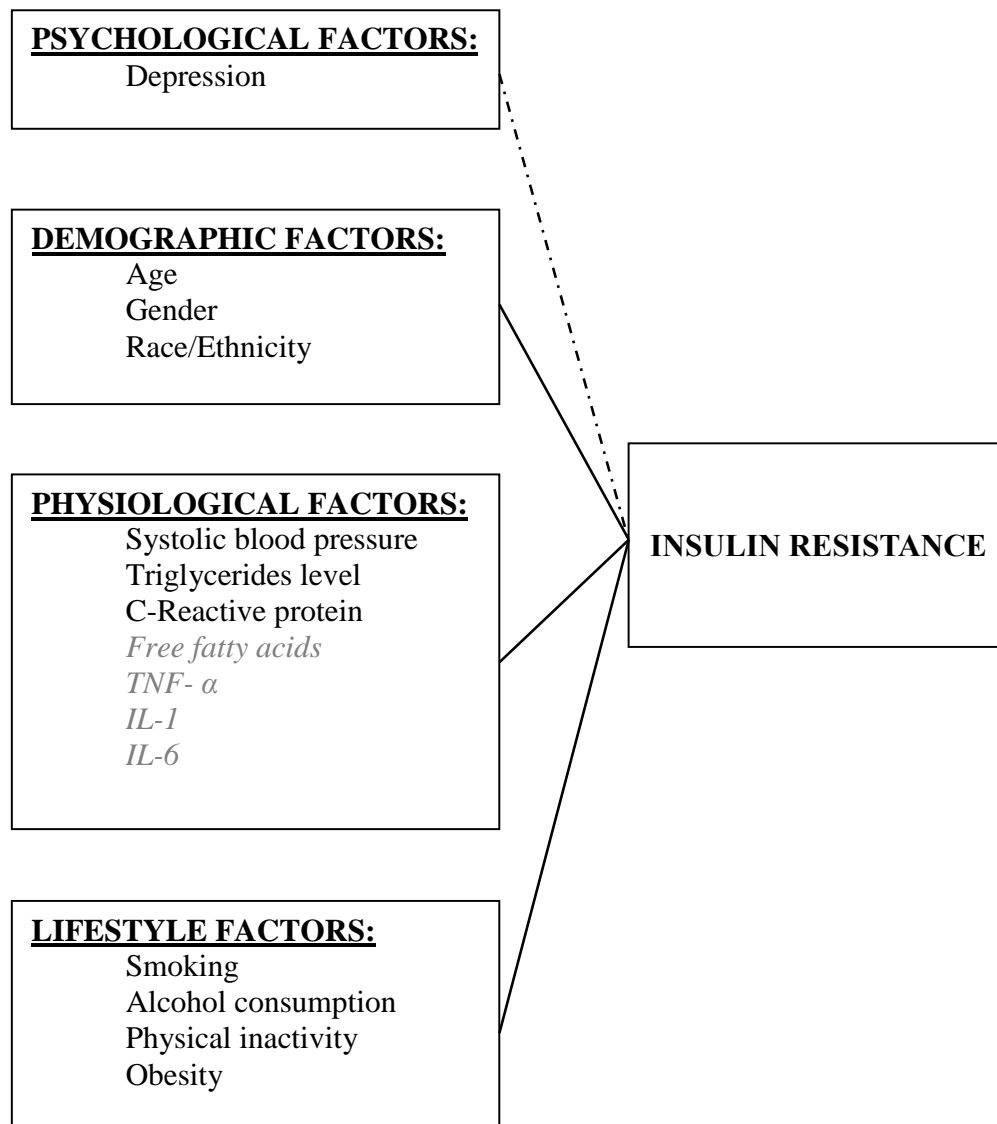 PSYCHOLOGICAL FACTORS:
Depression
DEMOGRAPHIC FACTORS:
Age
Gender
Race/Ethnicity
PHYSIOLOGICAL FACTORS:
Systolic blood pressure
Triglycerides level
C-Reactive protein
Free fatty acids
TNF- α
IL-1
IL-6
INSULIN RESISTANCE
LIFESTYLE FACTORS:
Smoking
Alcohol consumption
Physical inactivity
Obesity